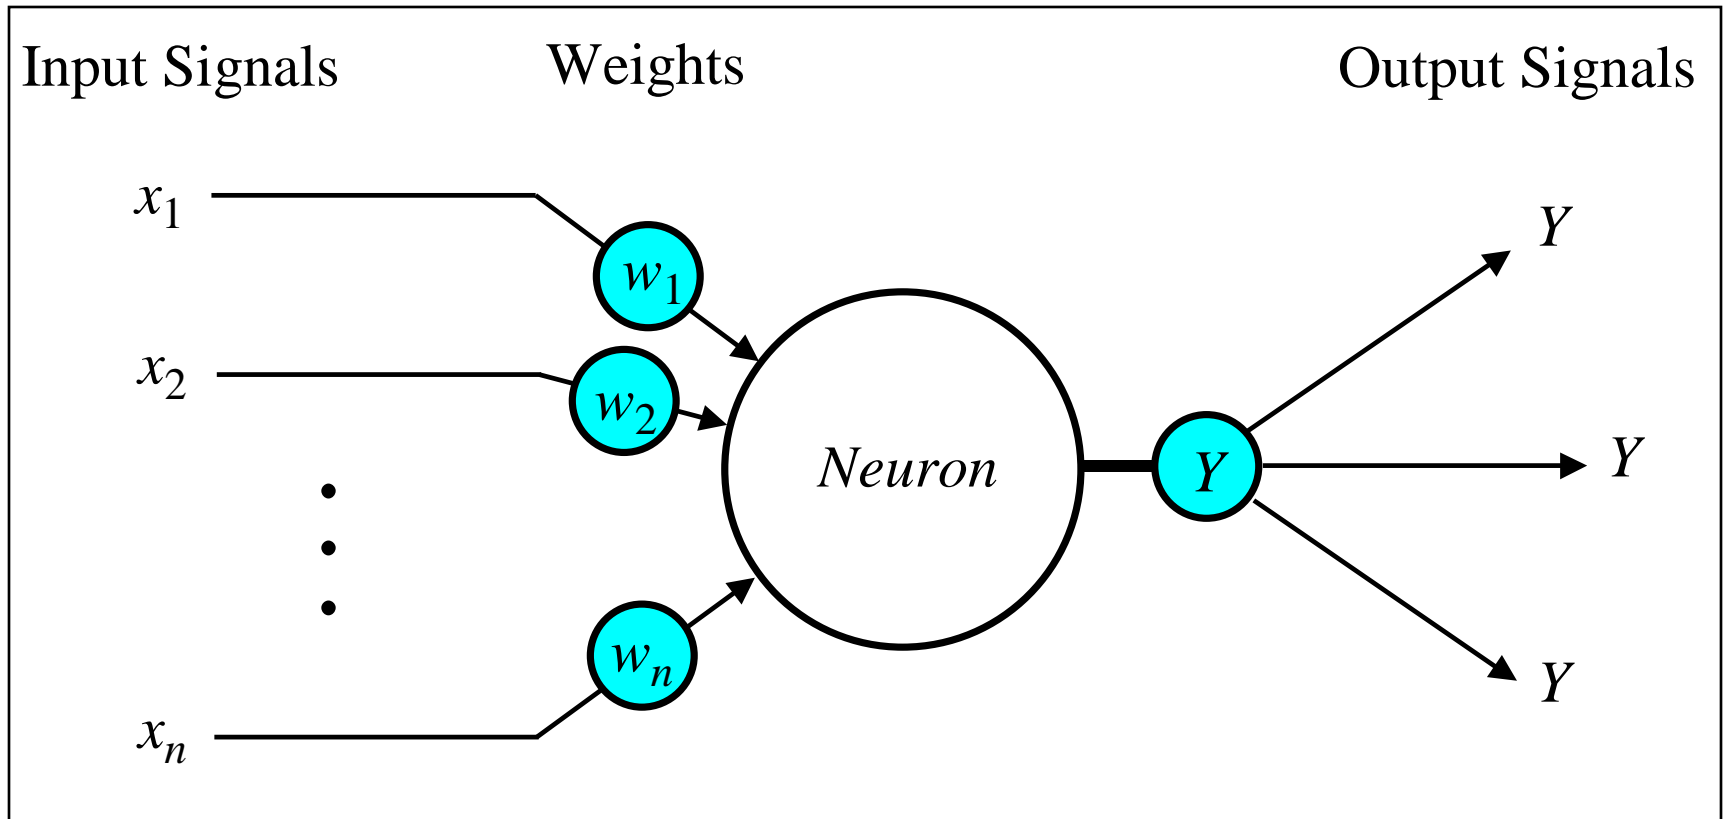 Input Signals Weights Output Signals
x1
w1
Y
x2
w2
Neuron
Y
Y
wn
Y
xn